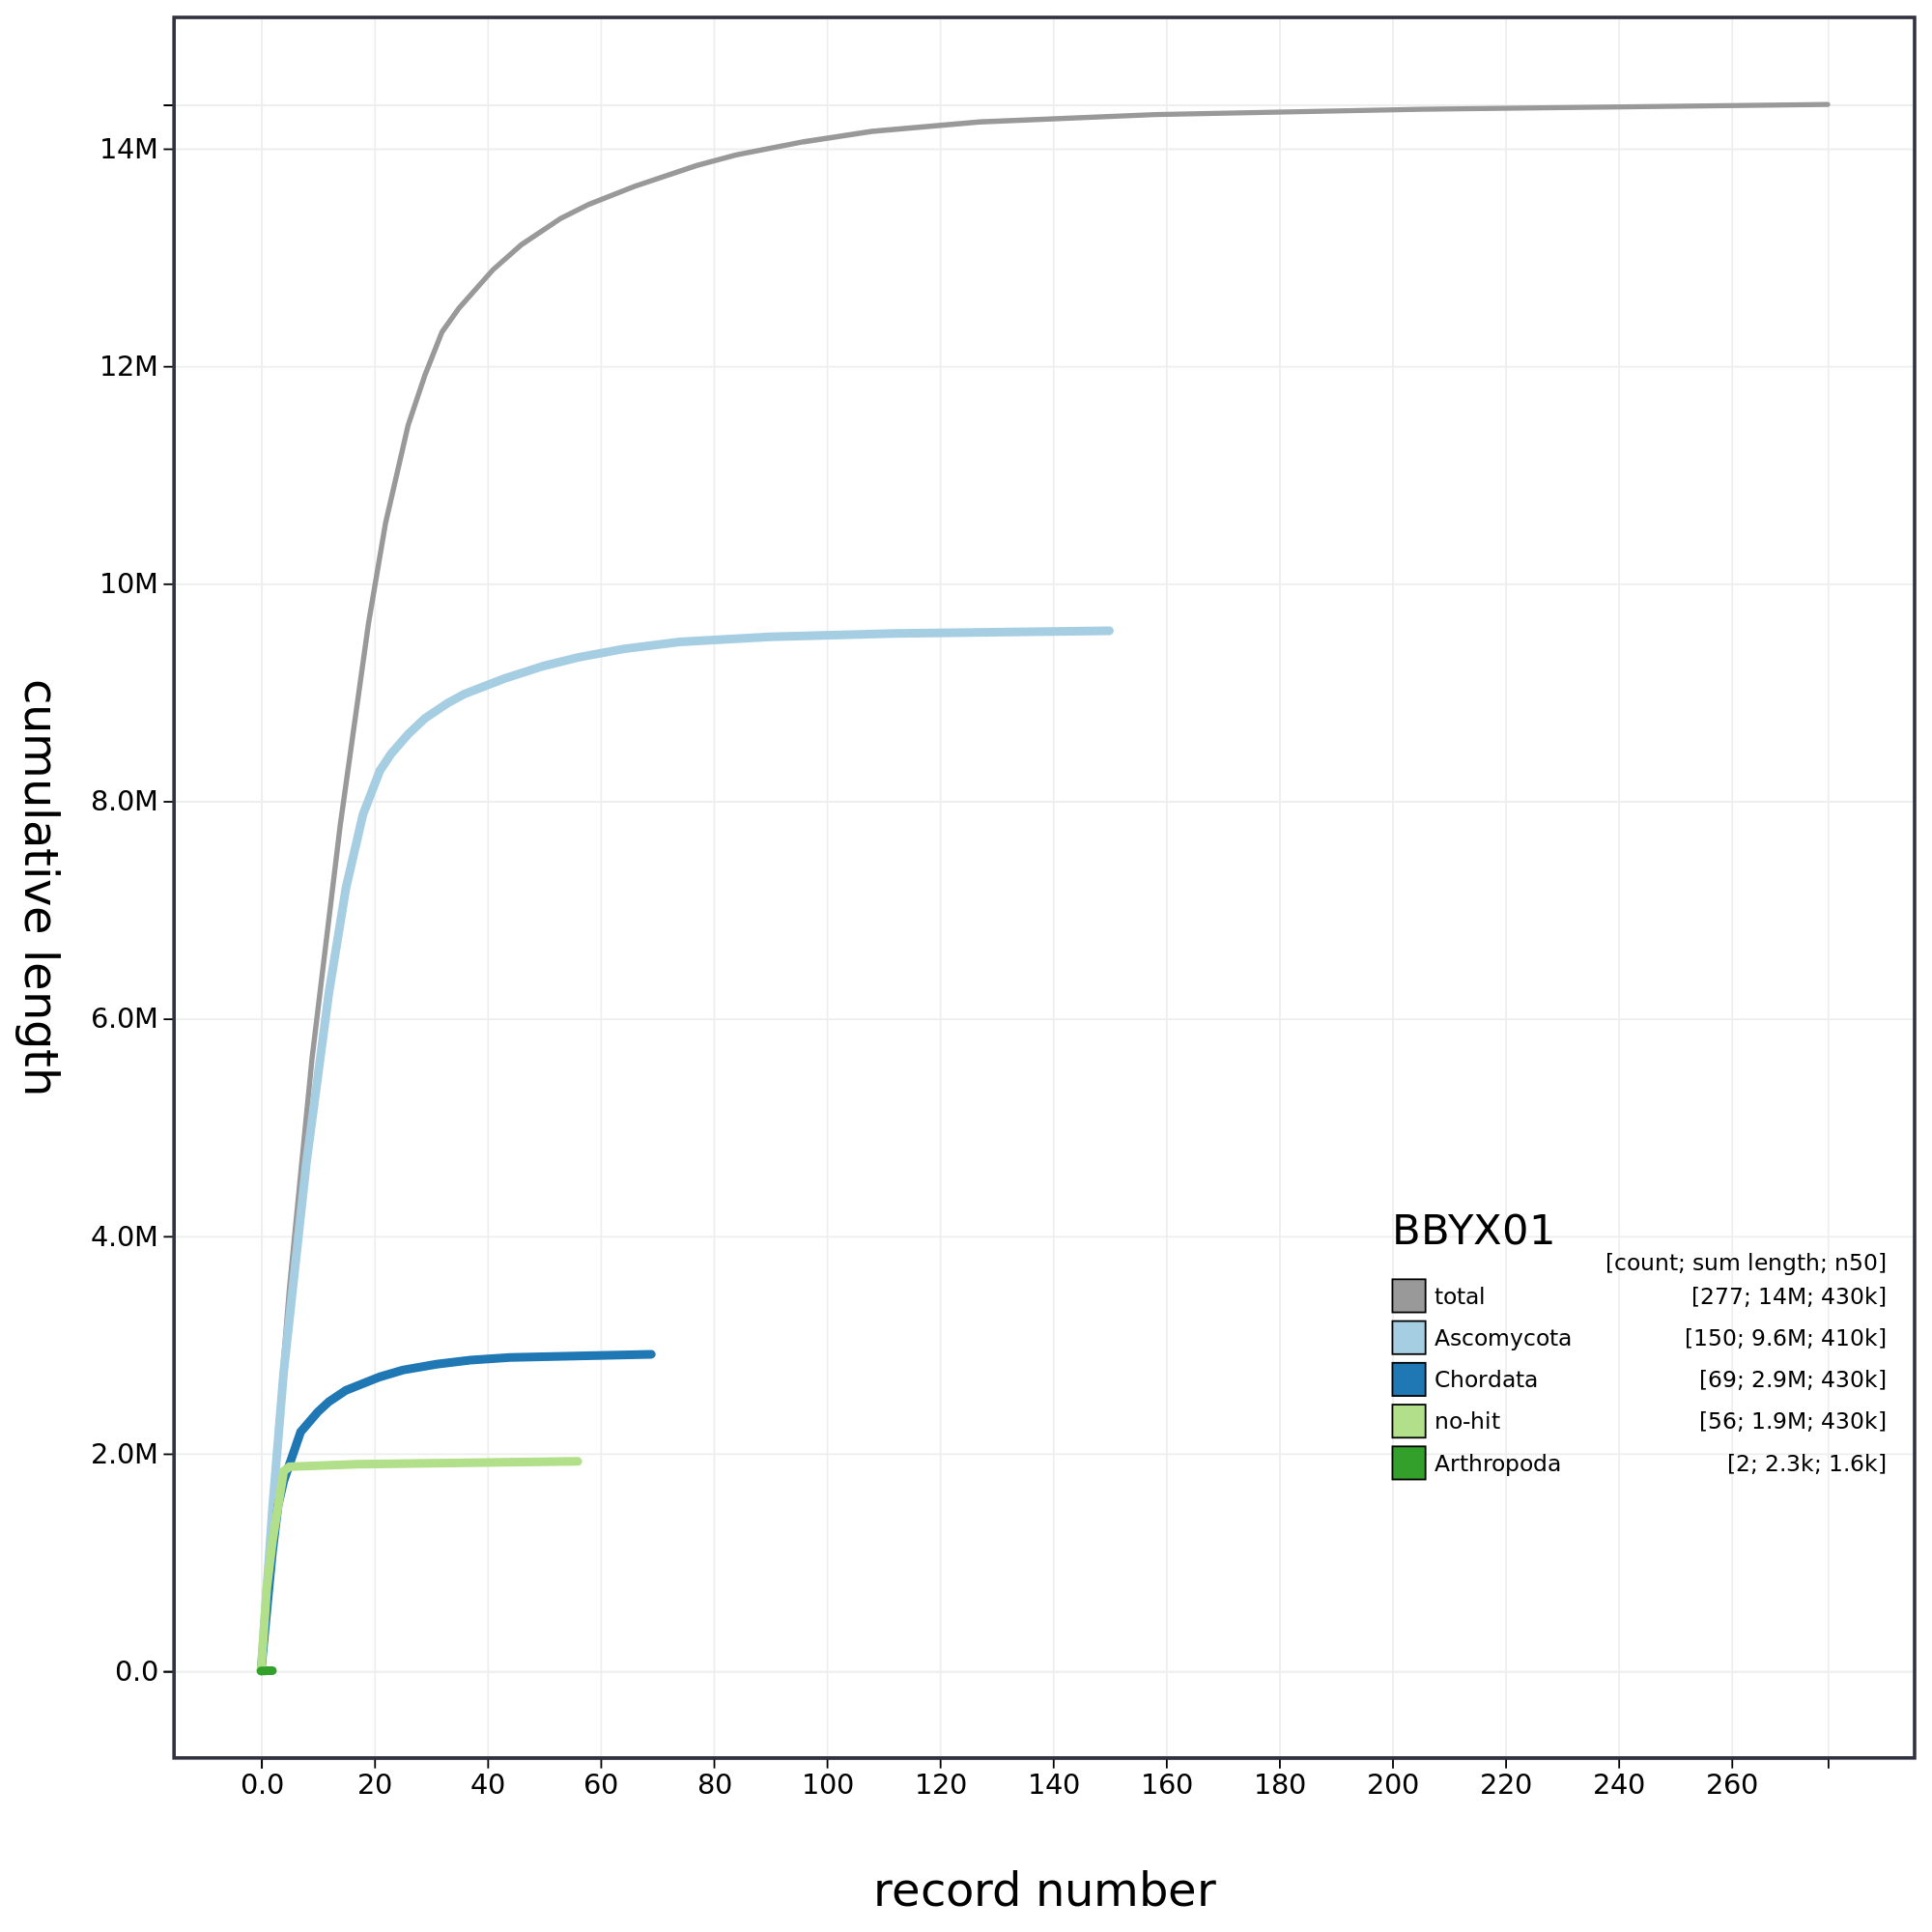 14M
12M
10M
8.0M
6.0M
4.0M
2.0M
0.0
cumulative length
BBYX01
[count; sum length; n50]
total [277; 14M; 430k]
Ascomycota [150; 9.6M; 410k]
Chordata [69; 2.9M; 430k]
no-hit [56; 1.9M; 430k]
Arthropoda [2; 2.3k; 1.6k]
0.0 20 40 60 80 100 120 140 160 180 200 220 240 260
record number